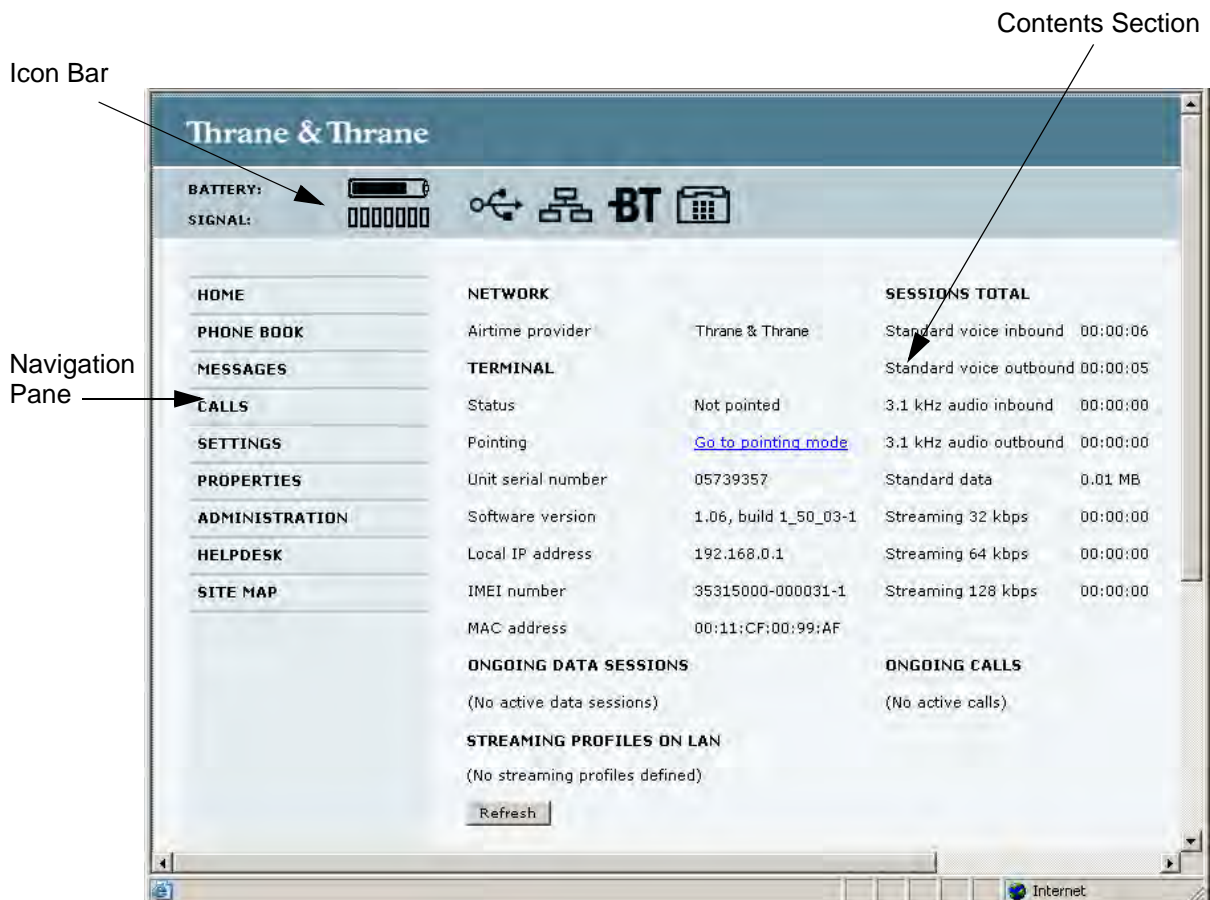 Contents Section
Icon Bar
Thrane & Thrane
BATTERY:
SIGNAL:
BT
Navigation
Pane
HOME
PHONE BOOK
MESSAGES
CALLS
SETTINGS
PROPERTIES
ADMINISTRATION
HELPDESK
SITE MAP
NETWORK
Airtime provider Thrane & Thrane
TERMINAL
Status Not pointed
Pointing Go to pointing mode
Unit serial number 05739357
Software version 1.06, build 1_50_03-1
Local IP address 192.168.0.1
IMEI number 35315000-000031-1
MAC address 00:11:CF:00:99:AF
ONGOING DATA SESSIONS
(No active data sessions)
STREAMING PROFILES ON LAN
(No streaming profiles defined)
Refresh
SESSIONS TOTAL
Standard voice inbound 00:00:06
Standard voice outbound 00:00:05
3.1 kHz audio inbound 00:00:00
3.1 kHz audio outbound 00:00:00
Standard data 0.01 MB
Streaming 32 kbps 00:00:00
Streaming 64 kbps 00:00:00
Streaming 128 kbps 00:00:00
ONGOING CALLS
(No active calls)
Internet